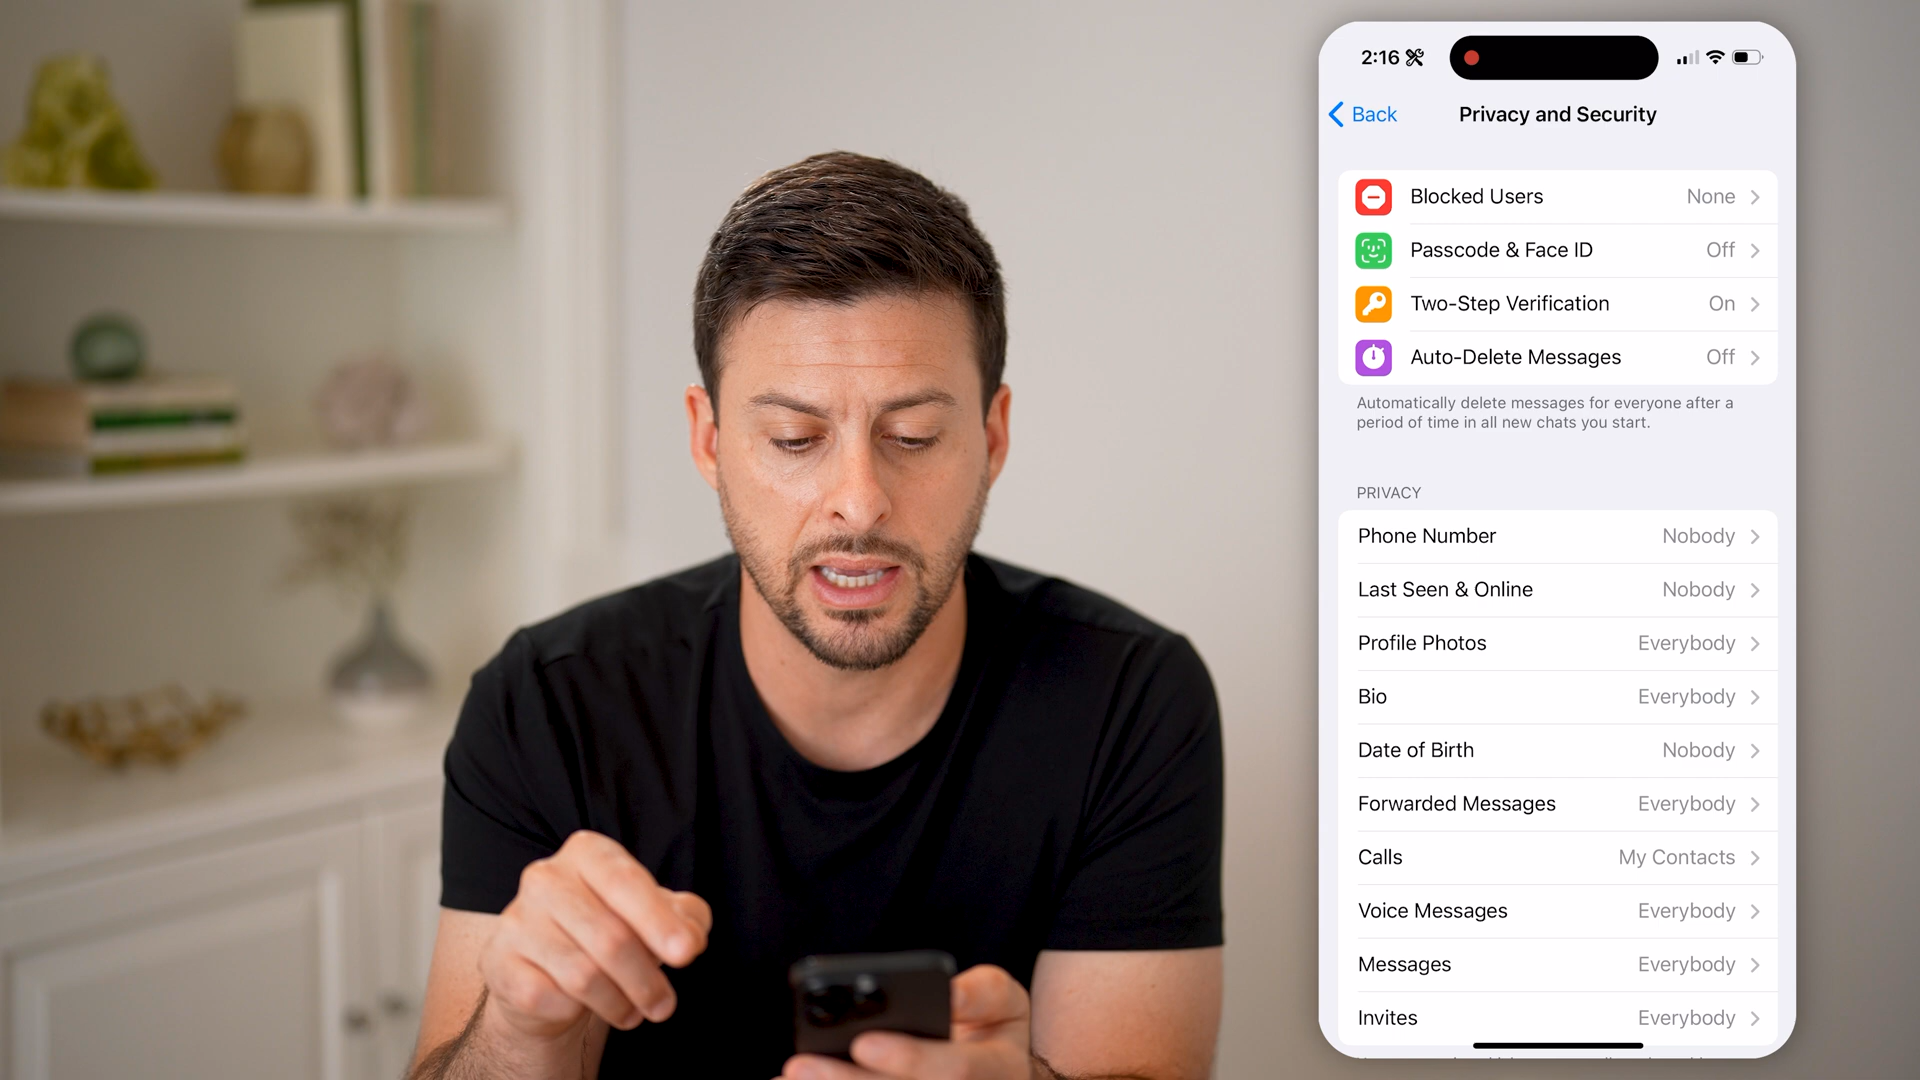 2:16
Back
Privacy and Security
Blocked Users None
Passcode & Face ID Off
Two-Step Verification On
Auto-Delete Messages Off
Automatically delete messages for everyone after a
period of time in all new chats you start.
PRIVACY
Phone Number Nobody
Last Seen & Online Nobody
Profile Photos Everybody
Bio Everybody
Date of Birth Nobody
Forwarded Messages Everybody
Calls My Contacts
Voice Messages Everybody
Messages Everybody
Invites Everybody